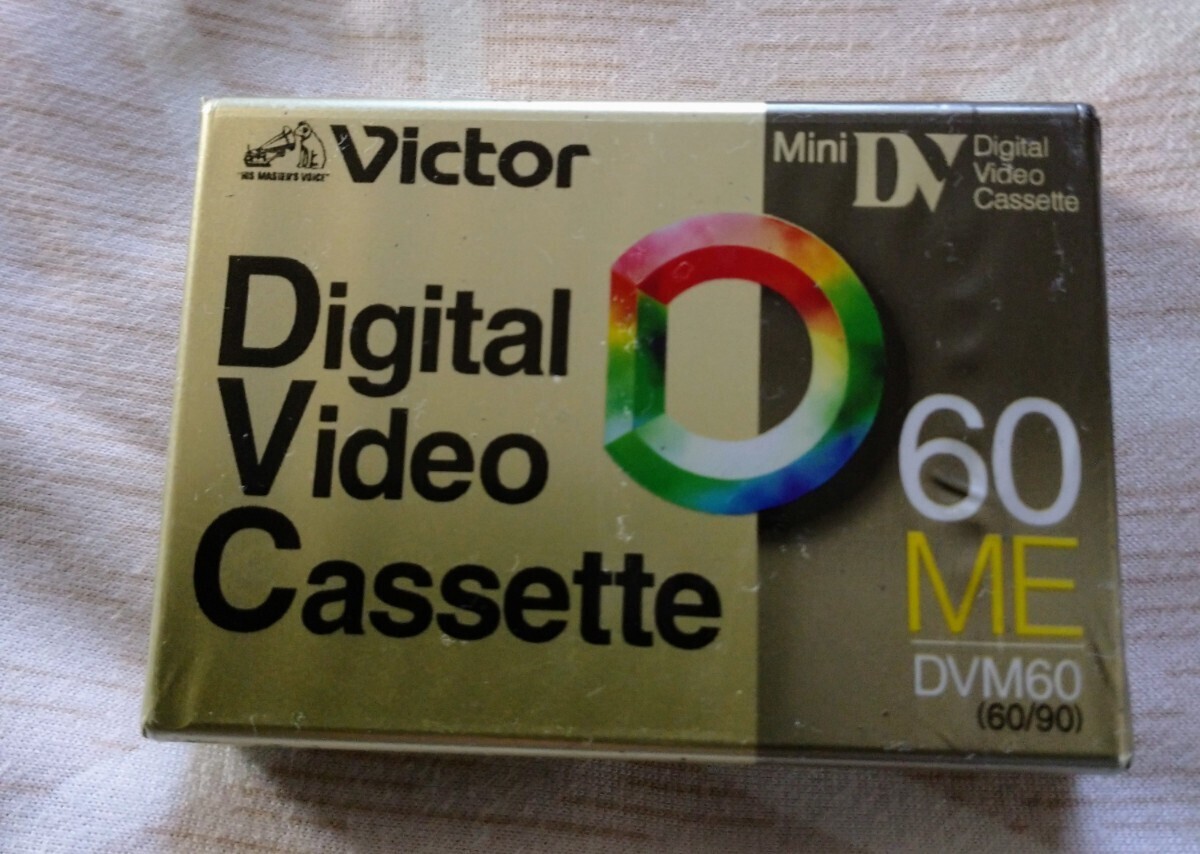 "HIS MASTER'S VOICE"
Victor
Mini DV Digital
Video
Cassette
Digital
Video
Cassette
60
ME
DVM60
(60/90)